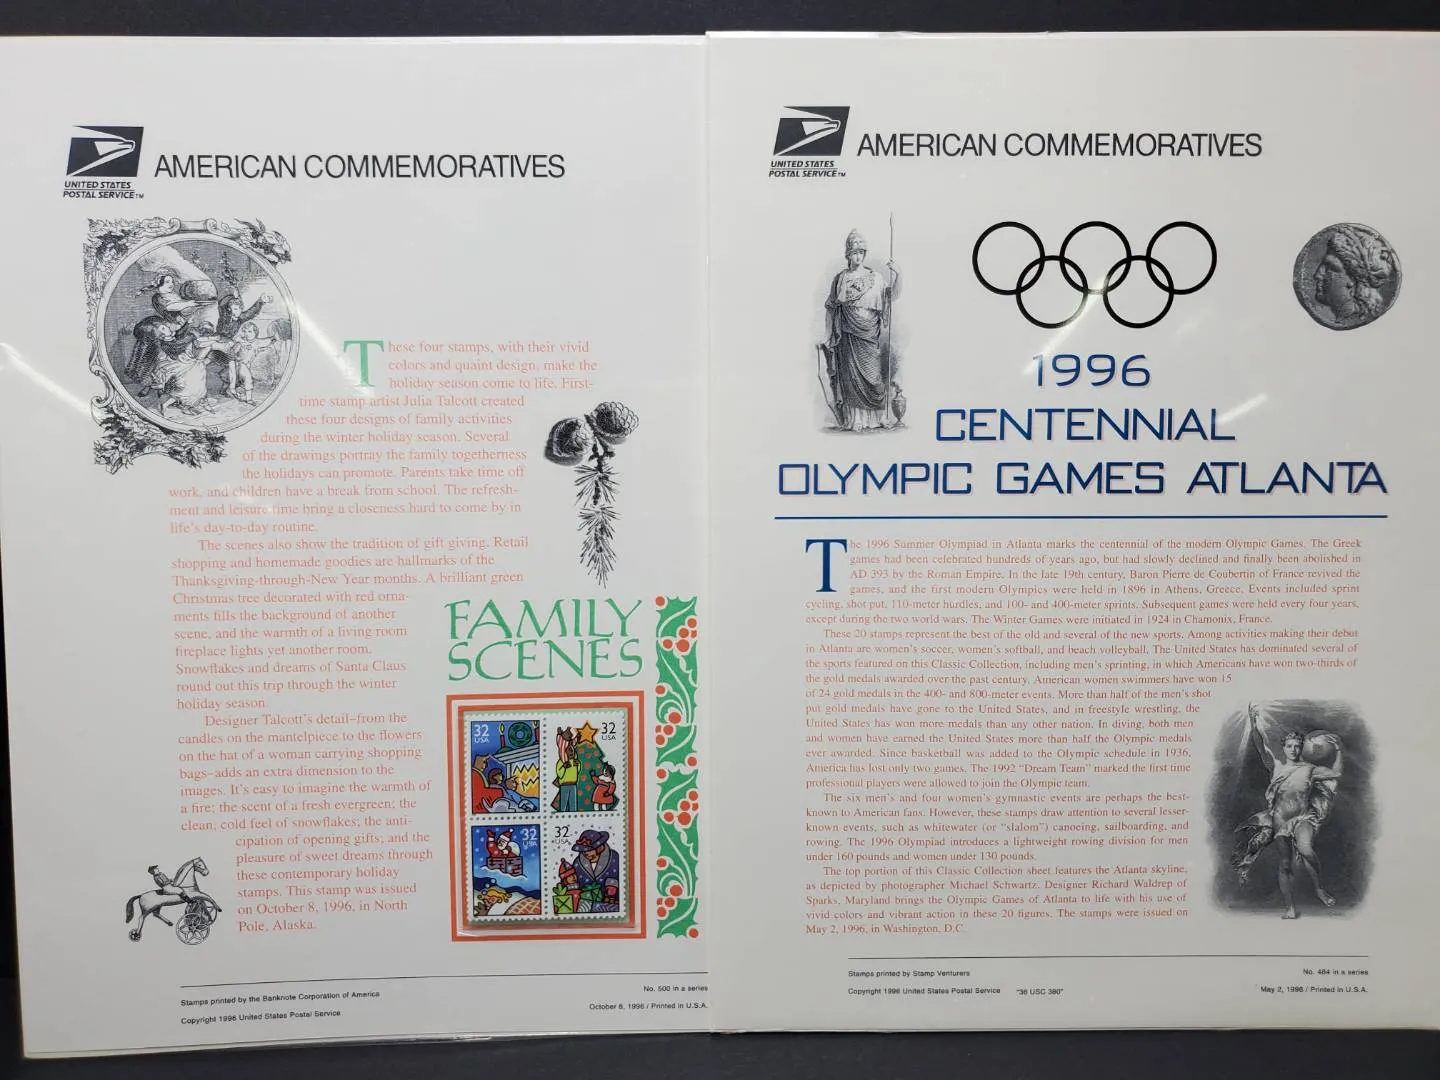 UNITED STATES
POSTAL SERVICE™
AMERICAN COMMEMORATIVES
These four stamps, with their vivid
colors and quaint design, make the
holiday season come to life. First-
time stamp artist Julia Talcott created
these four designs of family activities
during the winter holiday season. Several
of the drawings portray the family togetherness
the holidays can promote. Parents take time off
work, and children have a break from school. The refresh-
ment and leisure time bring a closeness hard to come by in
life's day-to-day routine.
The scenes also show the tradition of gift giving. Retail
shopping and homemade goodies are hallmarks of the
Thanksgiving-through-New Year months. A brilliant green
Christmas tree decorated with red orna-
ments fills the background of another
scene, and the warmth of a living room
fireplace lights yet another room.
Snowflakes and dreams of Santa Claus
round out this trip through the winter
holiday season.
Designer Talcott's detail–from the
candles on the mantelpiece to the flowers
on the hat of a woman carrying shopping
bags–adds an extra dimension to the
images. It's easy to imagine the warmth of
a fire; the scent of a fresh evergreen; the
clean, cold feel of snowflakes; the anti-
cipation of opening gifts; and the
pleasure of sweet dreams through
these contemporary holiday
stamps. This stamp was issued
on October 8, 1996, in North
Pole, Alaska.
FAMILY
SCENES
32
USA
32
USA
32
USA
32
USA
Stamps printed by the Banknote Corporation of America
Copyright 1996 United States Postal Service
No. 500 in a series
October 8, 1996 / Printed in U.S.A.
UNITED STATES
POSTAL SERVICE™
AMERICAN COMMEMORATIVES
1996
CENTENNIAL
OLYMPIC GAMES ATLANTA
The 1996 Summer Olympiad in Atlanta marks the centennial of the modern Olympic Games. The Greek
games had been celebrated hundreds of years ago, but had slowly declined and finally been abolished in
AD 393 by the Roman Empire. In the late 19th century, Baron Pierre de Coubertin of France revived the
games, and the first modern Olympics were held in 1896 in Athens, Greece. Events included sprint
cycling, shot put, 110-meter hurdles, and 100- and 400-meter sprints. Subsequent games were held every four years,
except during the two world wars. The Winter Games were initiated in 1924 in Chamonix, France.
These 20 stamps represent the best of the old and several of the new sports. Among activities making their debut
in Atlanta are women's soccer, women's softball, and beach volleyball. The United States has dominated several of
the sports featured on this Classic Collection, including men's sprinting, in which Americans have won two-thirds of
the gold medals awarded over the past century. American women swimmers have won 15
of 24 gold medals in the 400- and 800-meter events. More than half of the men's shot
put gold medals have gone to the United States, and in freestyle wrestling, the
United States has won more medals than any other nation. In diving, both men
and women have earned the United States more than half the Olympic medals
ever awarded. Since basketball was added to the Olympic schedule in 1936,
America has lost only two games. The 1992 "Dream Team" marked the first time
professional players were allowed to join the Olympic team.
The six men's and four women's gymnastic events are perhaps the best-
known to American fans. However, these stamps draw attention to several lesser-
known events, such as whitewater (or "slalom") canoeing, sailboarding, and
rowing. The 1996 Olympiad introduces a lightweight rowing division for men
under 160 pounds and women under 130 pounds.
The top portion of this Classic Collection sheet features the Atlanta skyline,
as depicted by photographer Michael Schwartz. Designer Richard Waldrep of
Sparks, Maryland brings the Olympic Games of Atlanta to life with his use of
vivid colors and vibrant action in these 20 figures. The stamps were issued on
May 2, 1996, in Washington, D.C.
Stamps printed by Stamp Venturers
Copyright 1996 United States Postal Service "36 USC 380"
No. 484 in a series
May 2, 1996 / Printed in U.S.A.